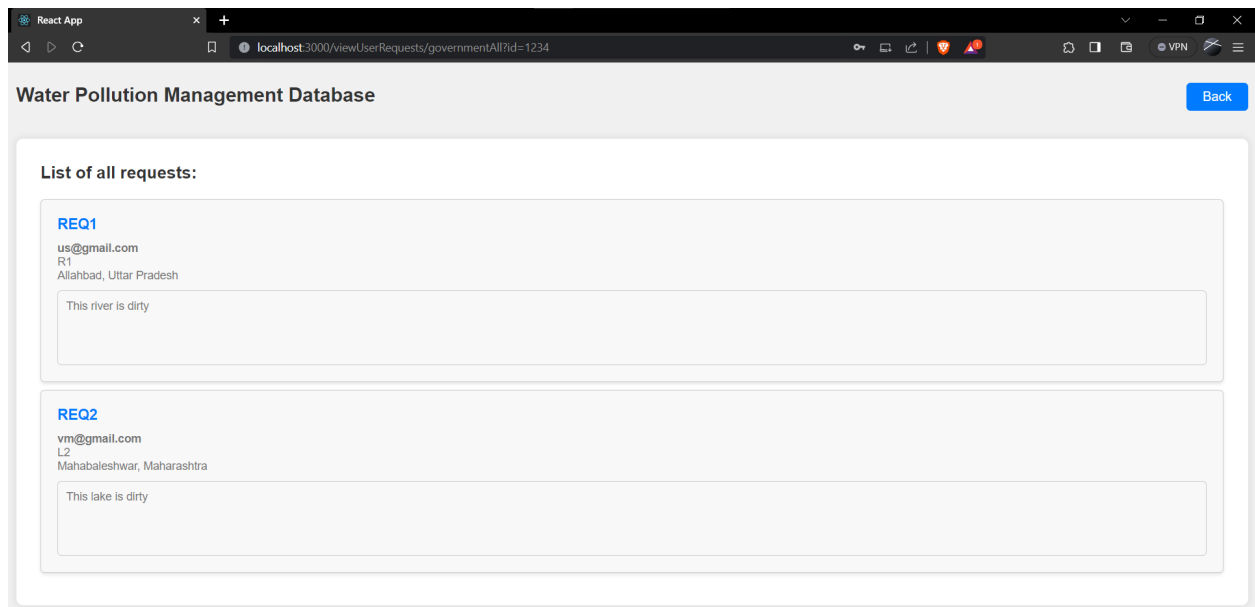 React App
localhost:3000/viewUserRequests/governmentAll?id=1234
1
VPN
Water Pollution Management Database
Back
List of all requests:
REQ1
us@gmail.com
R1
Allahbad, Uttar Pradesh
This river is dirty
REQ2
vm@gmail.com
L2
Mahabaleshwar, Maharashtra
This lake is dirty